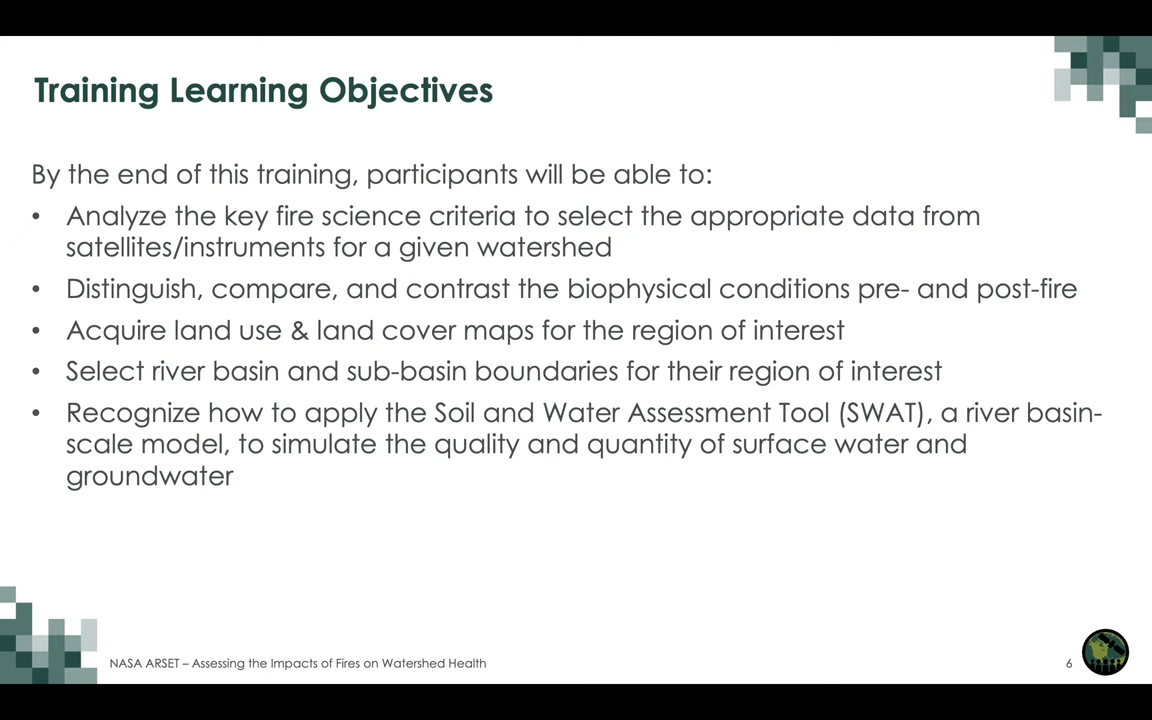 Training Learning Objectives
By the end of this training, participants will be able to:
• Analyze the key fire science criteria to select the appropriate data from
satellites/instruments for a given watershed
• Distinguish, compare, and contrast the biophysical conditions pre- and post-fire
• Acquire land use & land cover maps for the region of interest
• Select river basin and sub-basin boundaries for their region of interest
• Recognize how to apply the Soil and Water Assessment Tool (SWAT), a river basin-
scale model, to simulate the quality and quantity of surface water and
groundwater
NASA ARSET – Assessing the Impacts of Fires on Watershed Health
6